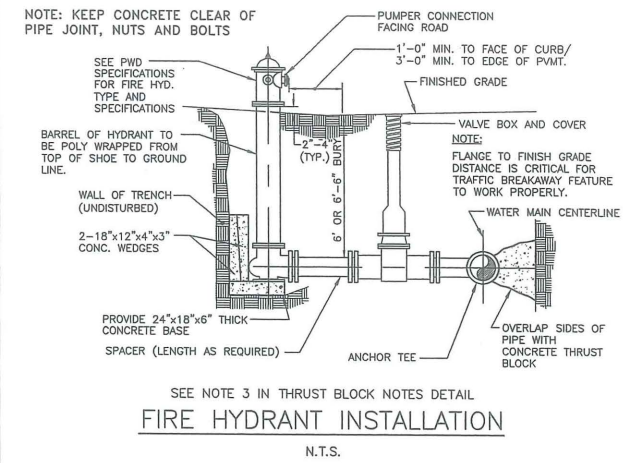 NOTE: KEEP CONCRETE CLEAR OF
PIPE JOINT, NUTS AND BOLTS
PUMPER CONNECTION
FACING ROAD
1'-0" MIN. TO FACE OF CURB/
3'-0" MIN. TO EDGE OF PVMT.
SEE PWD
SPECIFICATIONS
FOR FIRE HYD.
TYPE AND
SPECIFICATIONS
FINISHED GRADE
BARREL OF HYDRANT TO
BE POLY WRAPPED FROM
TOP OF SHOE TO GROUND
LINE.
2"-4"
(TYP.)
6' OR 6'-6" BURY
VALVE BOX AND COVER
NOTE:
FLANGE TO FINISH GRADE
DISTANCE IS CRITICAL FOR
TRAFFIC BREAKAWAY FEATURE
TO WORK PROPERLY.
WALL OF TRENCH
(UNDISTURBED)
WATER MAIN CENTERLINE
2-18"x12"x4"x3"
CONC. WEDGES
PROVIDE 24"x18"x6" THICK
CONCRETE BASE
SPACER (LENGTH AS REQUIRED)
ANCHOR TEE
OVERLAP SIDES OF
PIPE WITH
CONCRETE THRUST
BLOCK
SEE NOTE 3 IN THRUST BLOCK NOTES DETAIL
FIRE HYDRANT INSTALLATION
N.T.S.